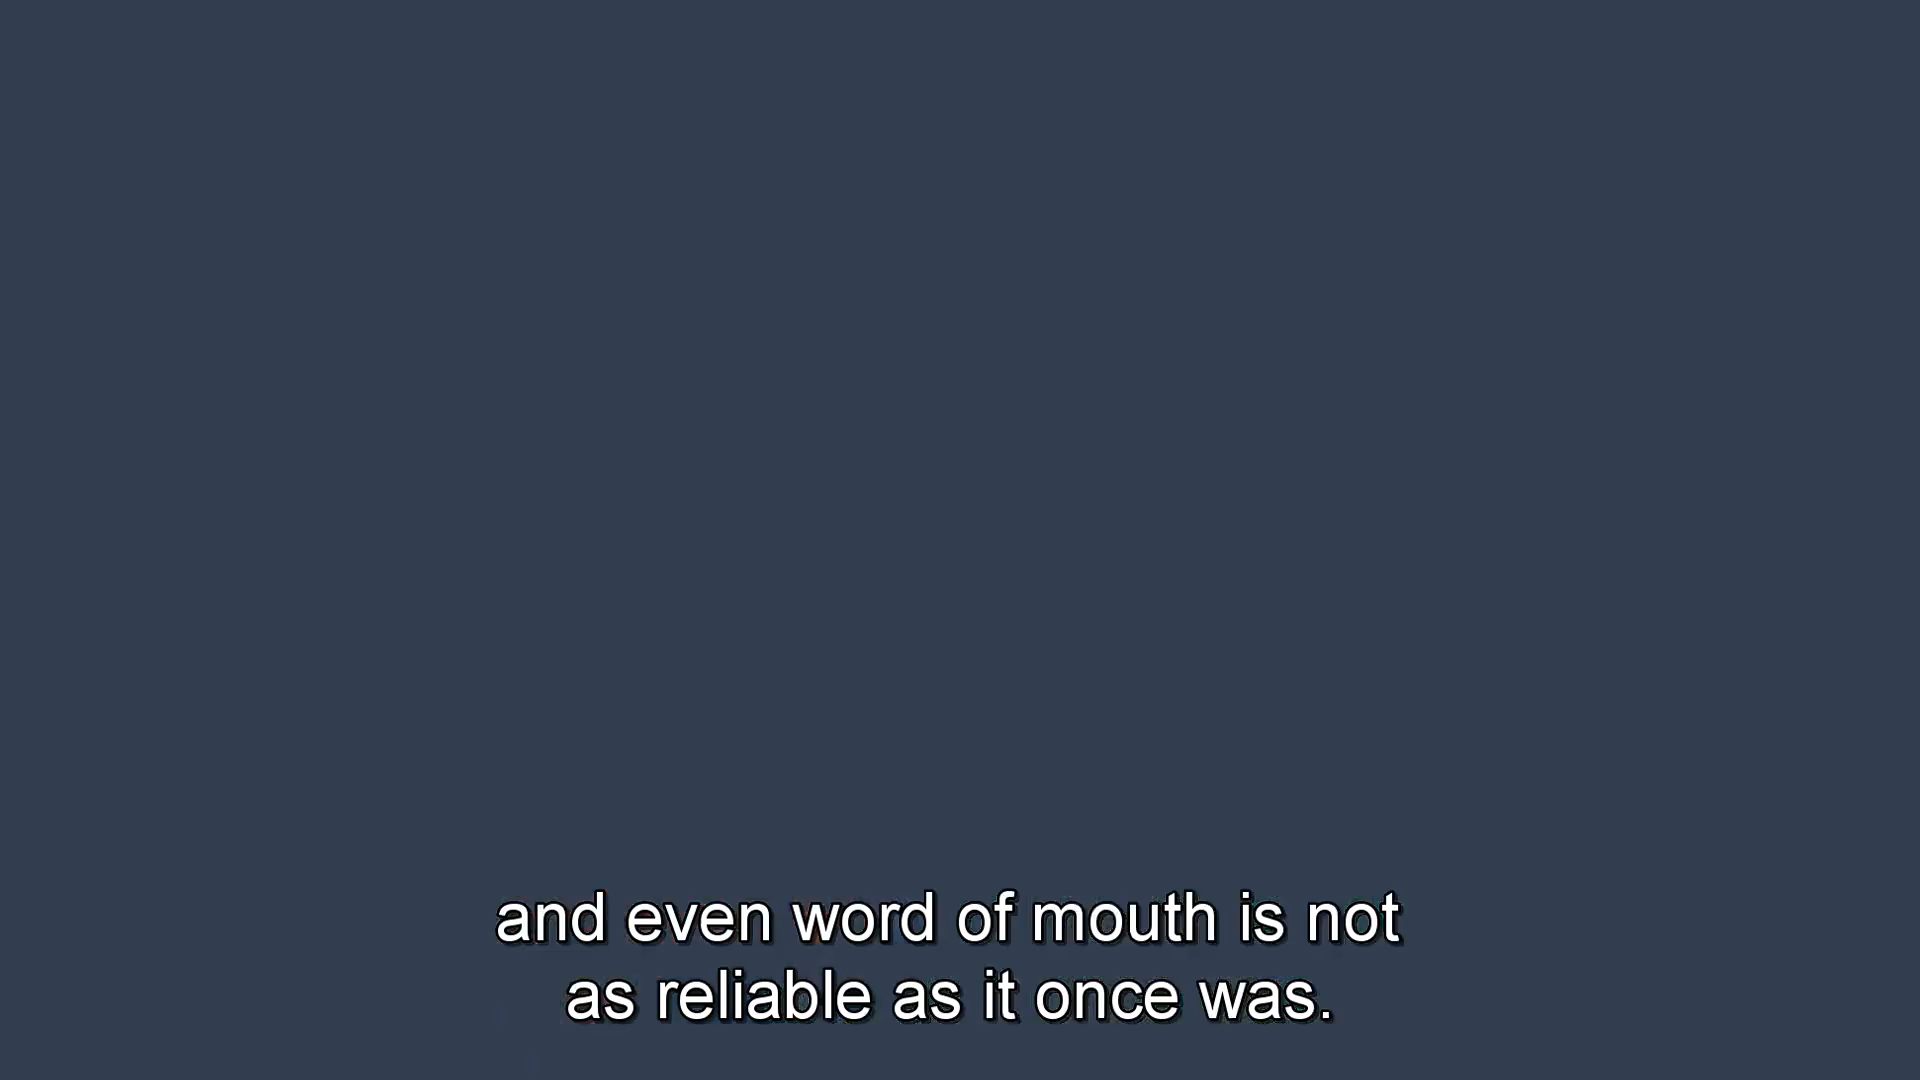 and even word of mouth is not
as reliable as it once was.